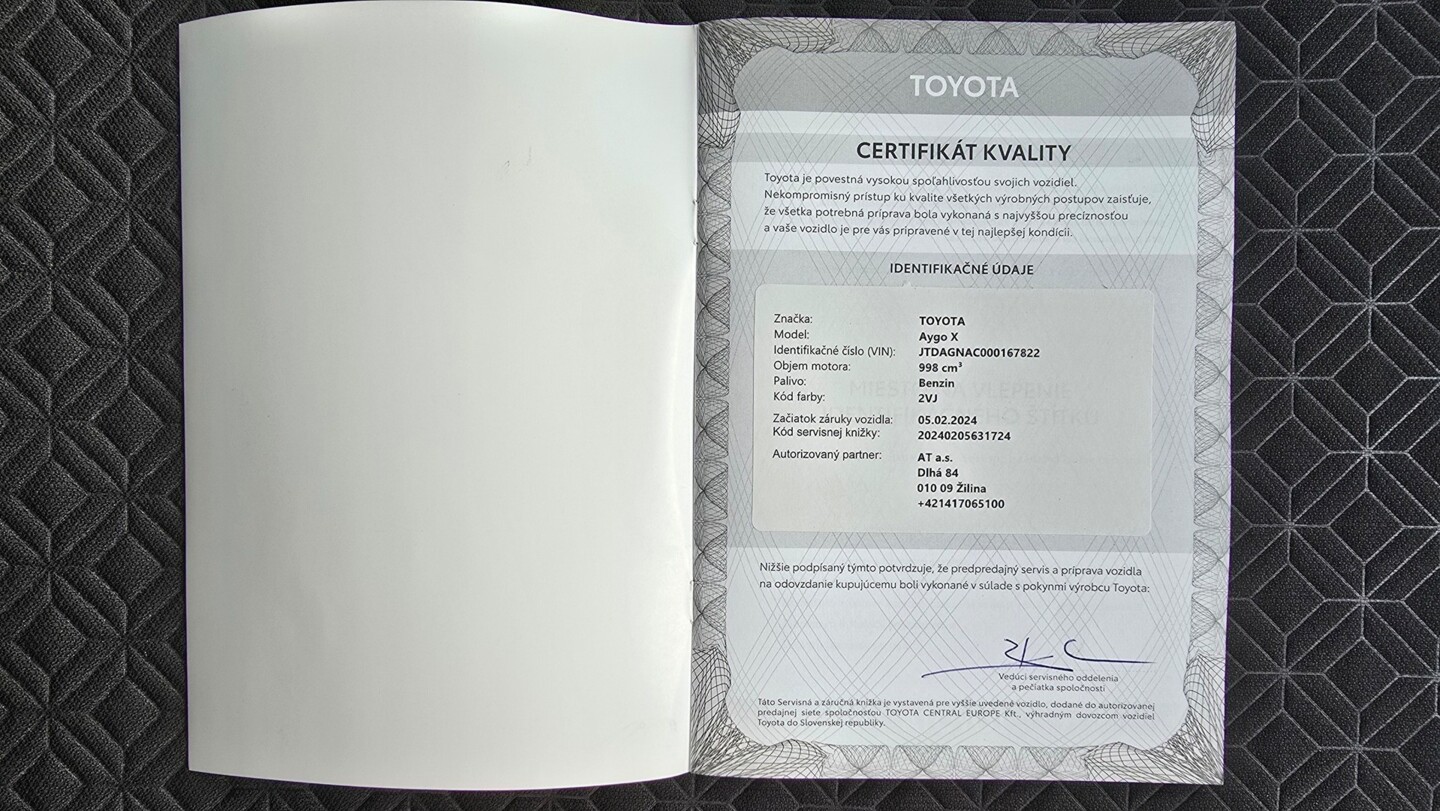 TOYOTA
CERTIFIKÁT KVALITY
Toyota je povestná vysokou spoľahlivosťou svojich vozidiel.
Nekompromisný prístup ku kvalite všetkých výrobných postupov zaisťuje,
že všetka potrebná príprava bola vykonaná s najvyššou precíznosťou
a vaše vozidlo je pre vás pripravené v tej najlepšej kondícii.
IDENTIFIKAČNÉ ÚDAJE
Značka: TOYOTA
Model: Aygo X
Identifikačné číslo (VIN): JTDAGNAC000167822
Objem motora: 998 cm³
Palivo: Benzin
Kód farby: 2VJ
Začiatok záruky vozidla: 05.02.2024
Kód servisnej knižky: 20240205631724
Autorizovaný partner: AT a.s.
Dlhá 84
010 09 Žilina
+421417065100
Nižšie podpísaný týmto potvrdzuje, že predpredajný servis a príprava vozidla
na odovzdanie kupujúcemu boli vykonané v súlade s pokynmi výrobcu Toyota:
Vedúci servisného oddelenia
a pečiatka spoločnosti
Táto Servisná a záručná knižka je vystavená pre vyššie uvedené vozidlo, dodané do autorizovanej
predajnej siete spoločnosťou TOYOTA CENTRAL EUROPE Kft., výhradným dovozcom vozidiel
Toyota do Slovenskej republiky.